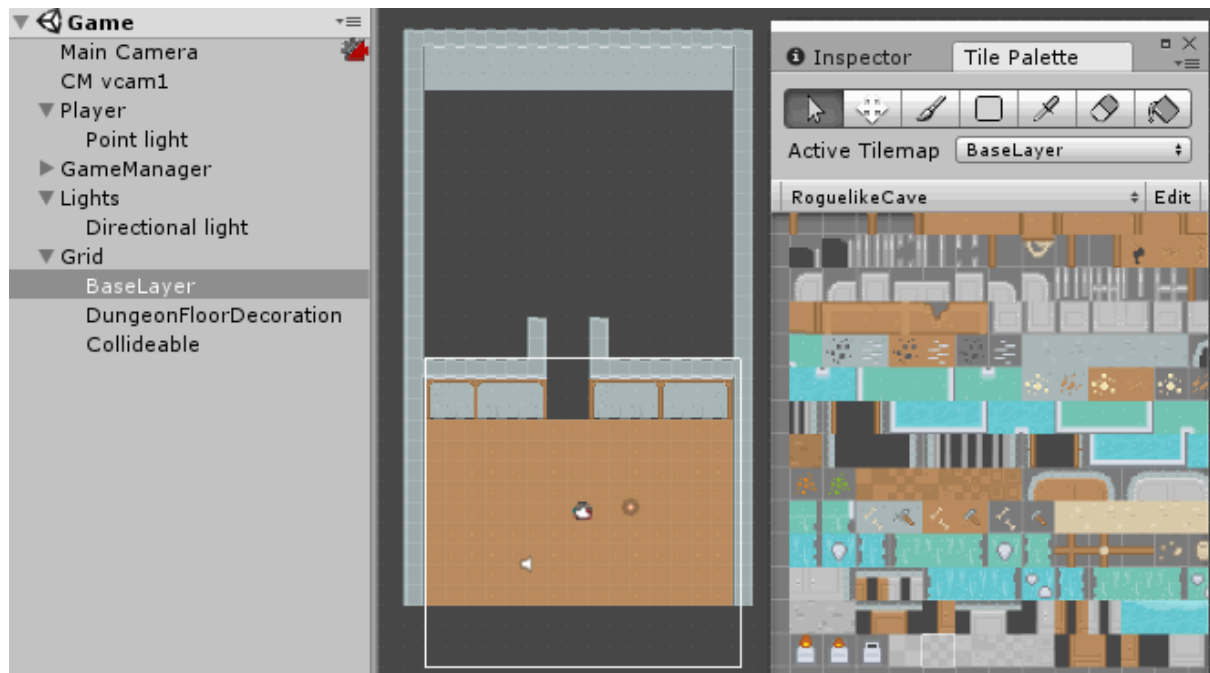 Game
Main Camera
CM vcam1
Player
Point light
GameManager
Lights
Directional light
Grid
BaseLayer
DungeonFloorDecoration
Collideable
Inspector
Tile Palette
Active Tilemap
BaseLayer
RoguelikeCave
Edit